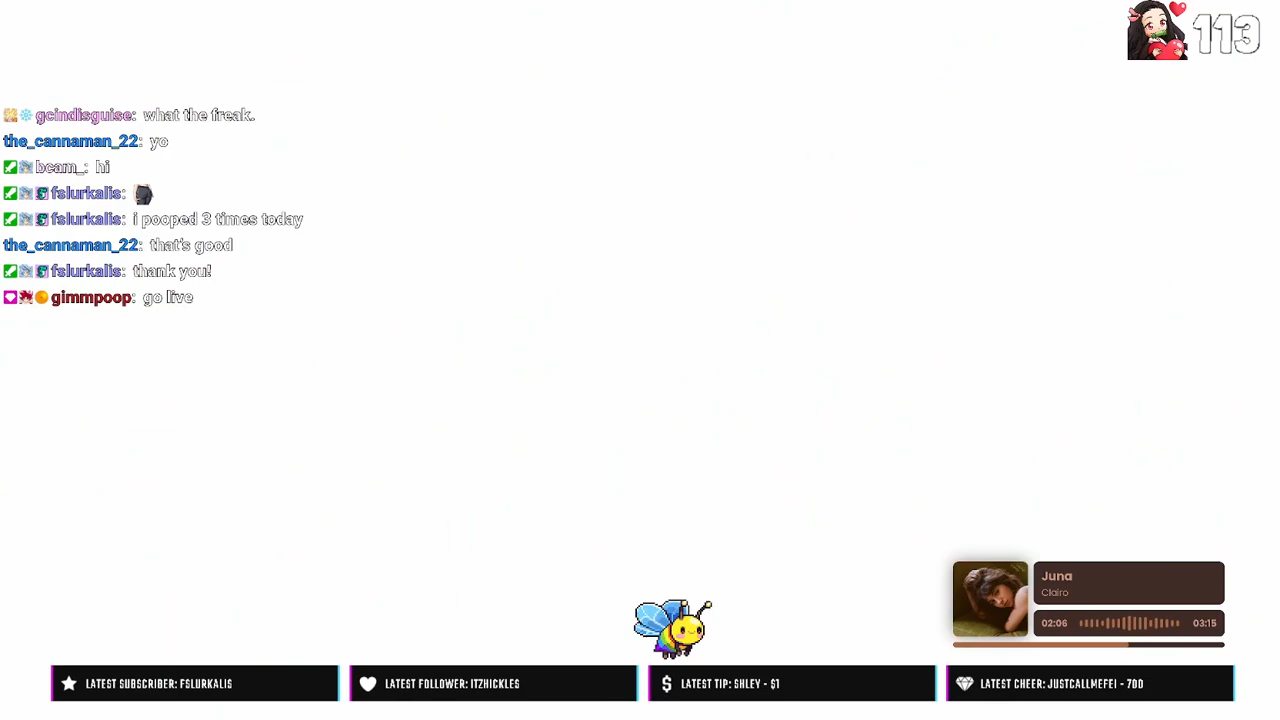 113
gcindisguise: what the freak.
the_cannaman_22: yo
bcam_: hi
fslurkalis:
fslurkalis: i pooped 3 times today
the_cannaman_22: that's good
fslurkalis: thank you!
gimmpoop: go live
Juna
Clairo
02:06 03:15
LATEST SUBSCRIBER: FSLURKALIS
LATEST FOLLOWER: ITZHICKLES
LATEST TIP: SHLEY - $1
LATEST CHEER: JUSTCALLMEFEI - 700